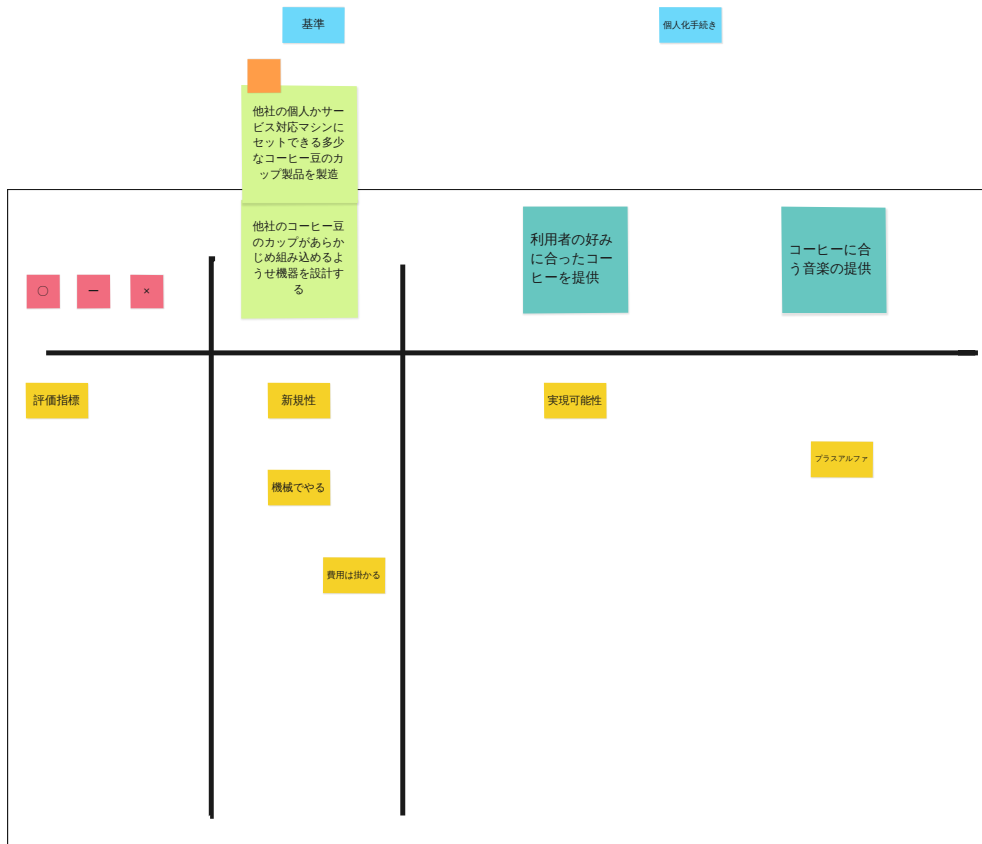 基準
個人化手続き
他社の個人かサー
ビス対応マシンに
セットできる多少
なコーヒー豆のカ
ップ製品を製造
他社のコーヒー豆
のカップがあらか
じめ組み込めるよ
うせ機器を設計す
る
利用者の好み
に合ったコー
ヒーを提供
コーヒーに合
う音楽の提供
〇
ー
×
評価指標
新規性
実現可能性
プラスアルファ
機械でやる
費用は掛かる